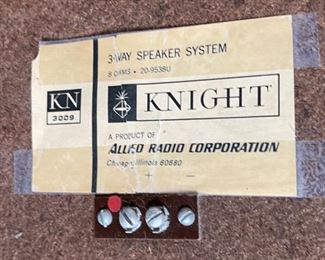 3-WAY SPEAKER SYSTEM
8 OHMS • 20-9538U
KN
3009
KNIGHT
A PRODUCT OF
ALLIED RADIO CORPORATION
Chicago, Illinois 60680
+ -